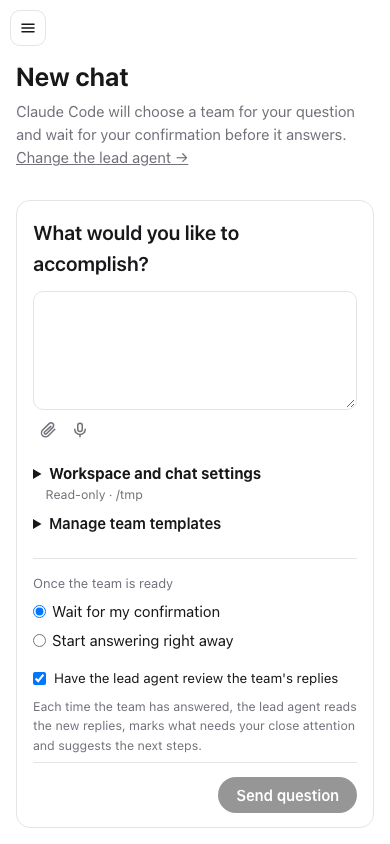 New chat
Claude Code will choose a team for your question
and wait for your confirmation before it answers.
Change the lead agent →
What would you like to
accomplish?
Workspace and chat settings
Read-only · /tmp
Manage team templates
Once the team is ready
Wait for my confirmation
Start answering right away
Have the lead agent review the team's replies
Each time the team has answered, the lead agent reads
the new replies, marks what needs your close attention
and suggests the next steps.
Send question